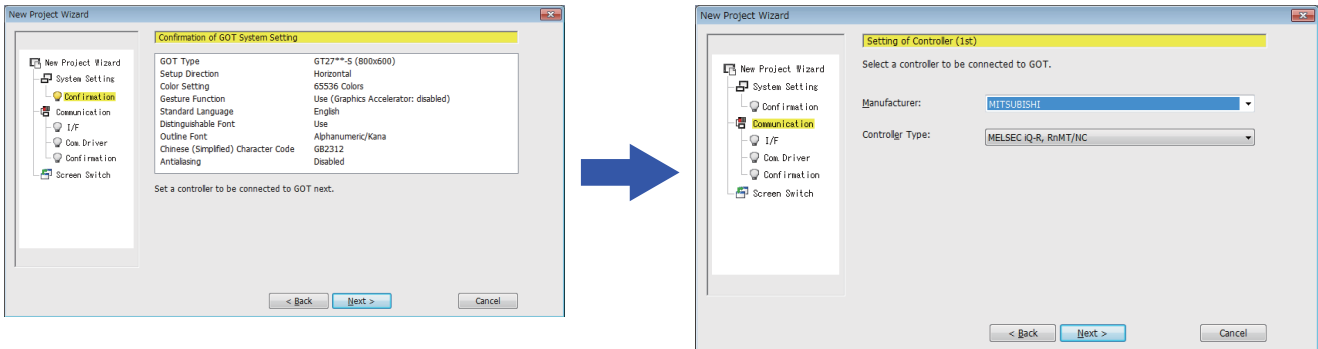 New Project Wizard
Confirmation of GOT System Setting
New Project Wizard
System Setting
Confirmation
Communication
I/F
Com. Driver
Confirmation
Screen Switch
GOT Type GT27**-S (800x600)
Setup Direction Horizontal
Color Setting 65536 Colors
Gesture Function Use (Graphics Accelerator: disabled)
Standard Language English
Distinguishable Font Use
Outline Font Alphanumeric/Kana
Chinese (Simplified) Character Code GB2312
Antialiasing Disabled
Set a controller to be connected to GOT next.
< Back Next > Cancel
New Project Wizard
Setting of Controller (1st)
New Project Wizard
System Setting
Confirmation
Communication
I/F
Com. Driver
Confirmation
Screen Switch
Select a controller to be connected to GOT.
Manufacturer: MITSUBISHI
Controller Type: MELSEC iQ-R, RnMT/NC
< Back Next > Cancel